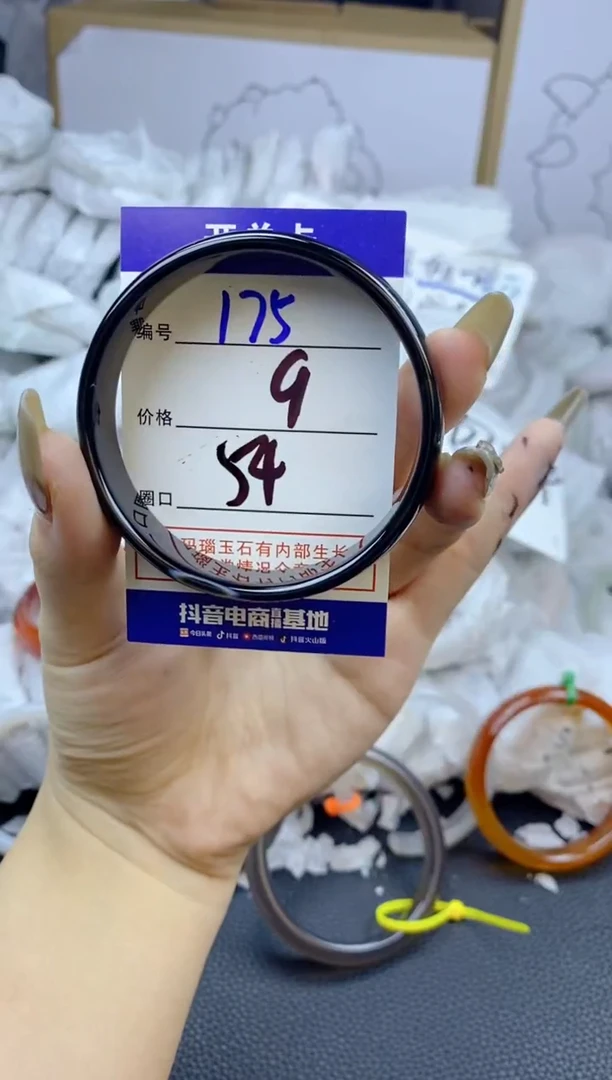 编号 175
价格 9
圈口 54
玛瑙玉石有内部生长
抖音电商直播基地
今日头条 抖音 西瓜视频 抖音火山版